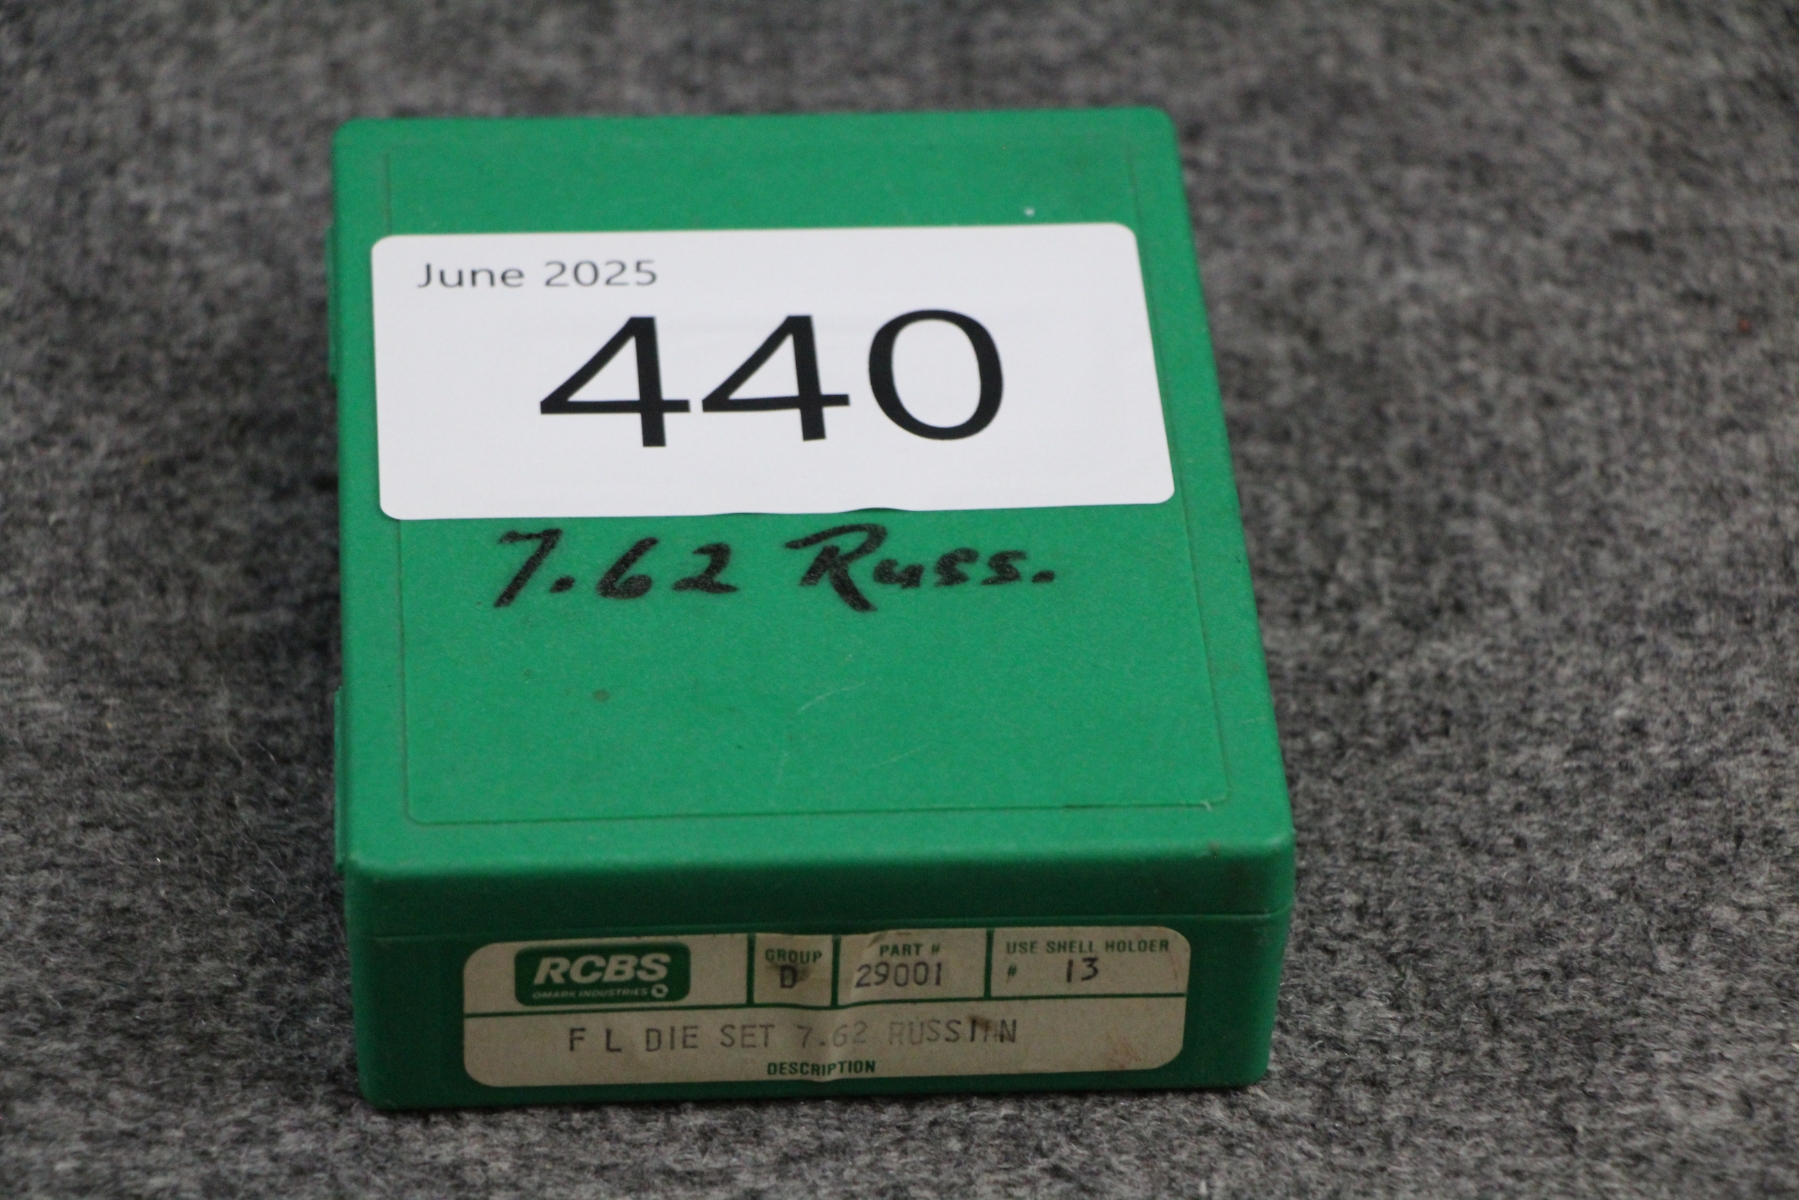 June 2025
440
7.62 Russ.
RCBS
OMARK INDUSTRIES
GROUP
D
PART #
29001
USE SHELL HOLDER
# 13
F L DIE SET 7.62 RUSSIAN
DESCRIPTION